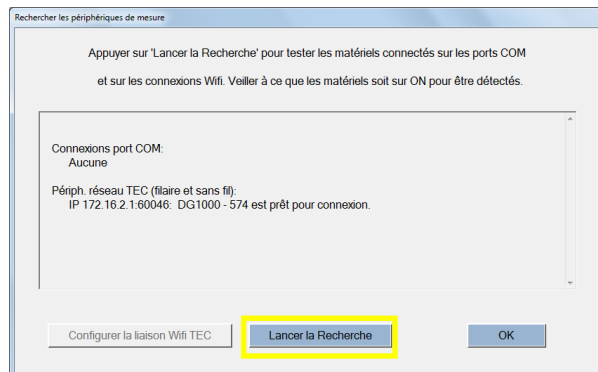 Rechercher les périphériques de mesure
Appuyer sur 'Lancer la Recherche' pour tester les matériels connectés sur les ports COM
et sur les connexions Wifi. Veiller à ce que les matériels soit sur ON pour être détectés.
Connexions port COM:
Aucune
Périph. réseau TEC (filaire et sans fil):
IP 172.16.2.1:60046: DG1000 - 574 est prêt pour connexion.
Configurer la liaison Wifi TEC
Lancer la Recherche
OK